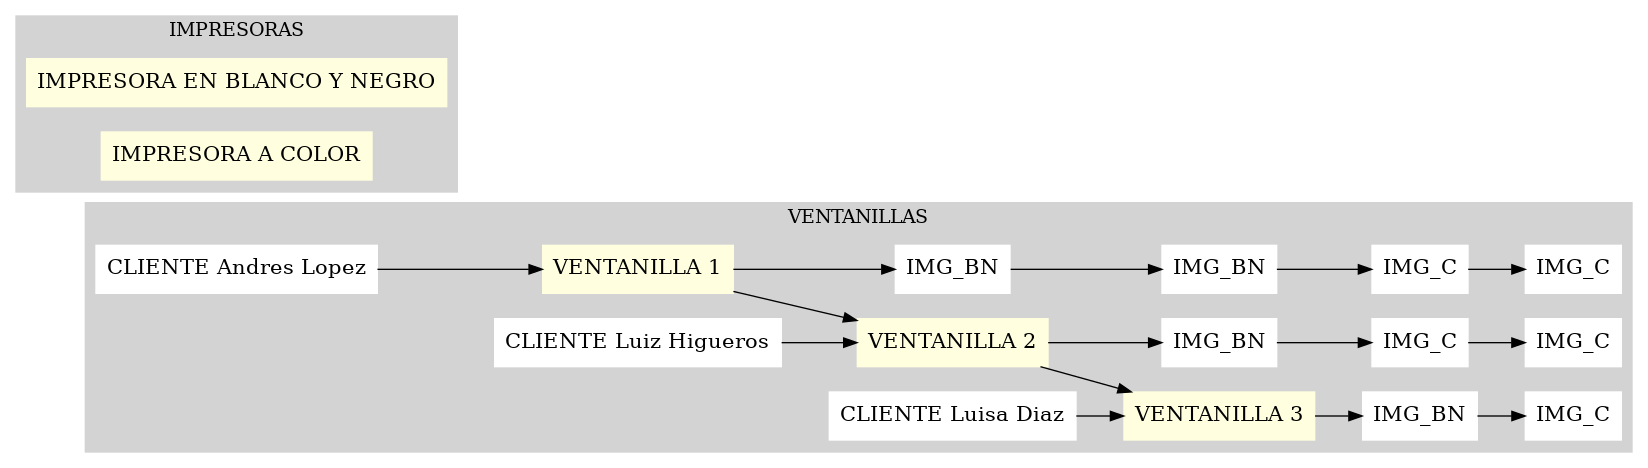 IMPRESORAS
IMPRESORA EN BLANCO Y NEGRO
IMPRESORA A COLOR
VENTANILLAS
CLIENTE Andres Lopez VENTANILLA 1 IMG_BN IMG_BN IMG_C IMG_C
CLIENTE Luiz Higueros VENTANILLA 2 IMG_BN IMG_C IMG_C
CLIENTE Luisa Diaz VENTANILLA 3 IMG_BN IMG_C